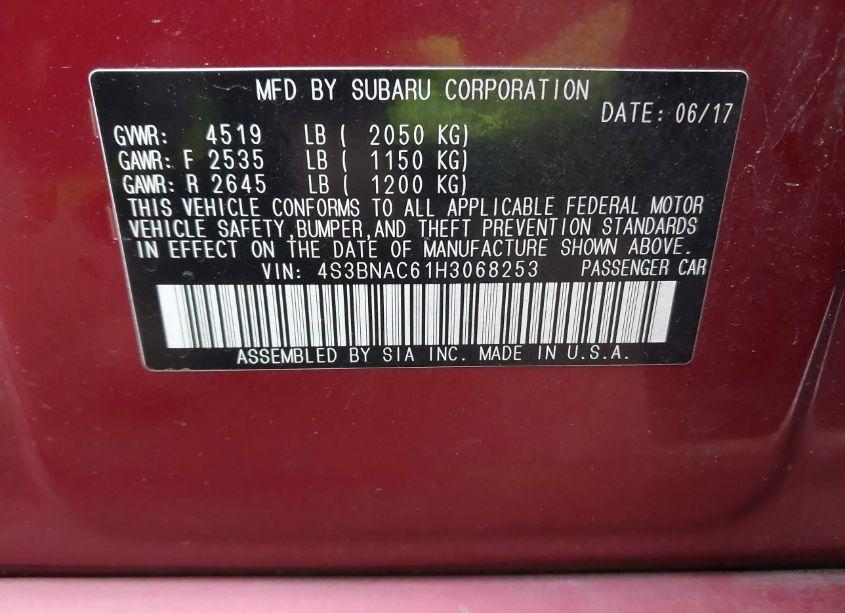 MFD BY SUBARU CORPORATION
DATE: 06/17
GVWR: 4519 LB ( 2050 KG)
GAWR: F 2535 LB ( 1150 KG)
GAWR: R 2645 LB ( 1200 KG)
THIS VEHICLE CONFORMS TO ALL APPLICABLE FEDERAL MOTOR
VEHICLE SAFETY,BUMPER,AND THEFT PREVENTION STANDARDS
IN EFFECT ON THE DATE OF MANUFACTURE SHOWN ABOVE.
VIN: 4S3BNAC61H3068253 PASSENGER CAR
ASSEMBLED BY SIA INC. MADE IN U.S.A.